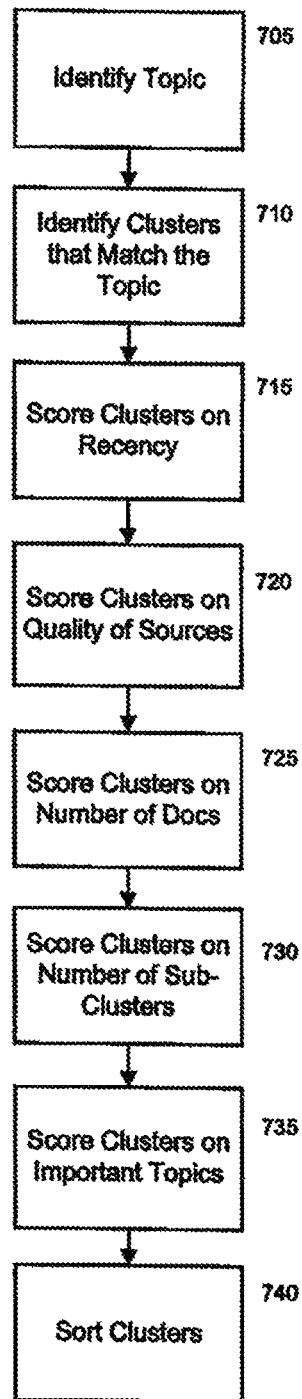 705
Identify Topic
710
Identify Clusters
that Match the
Topic
715
Score Clusters on
Recency
720
Score Clusters on
Quality of Sources
725
Score Clusters on
Number of Docs
730
Score Clusters on
Number of Sub-
Clusters
735
Score Clusters on
Important Topics
740
Sort Clusters